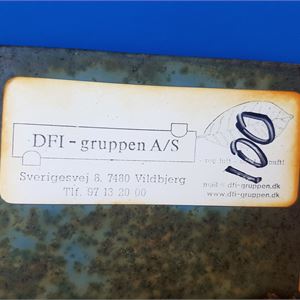 DFI - gruppen A/S
100
Sverigesvej 8. 7480 Vildbjerg
Tlf. 97 13 20 00
mail@dfi-gruppen.dk
www.dfi-gruppen.dk